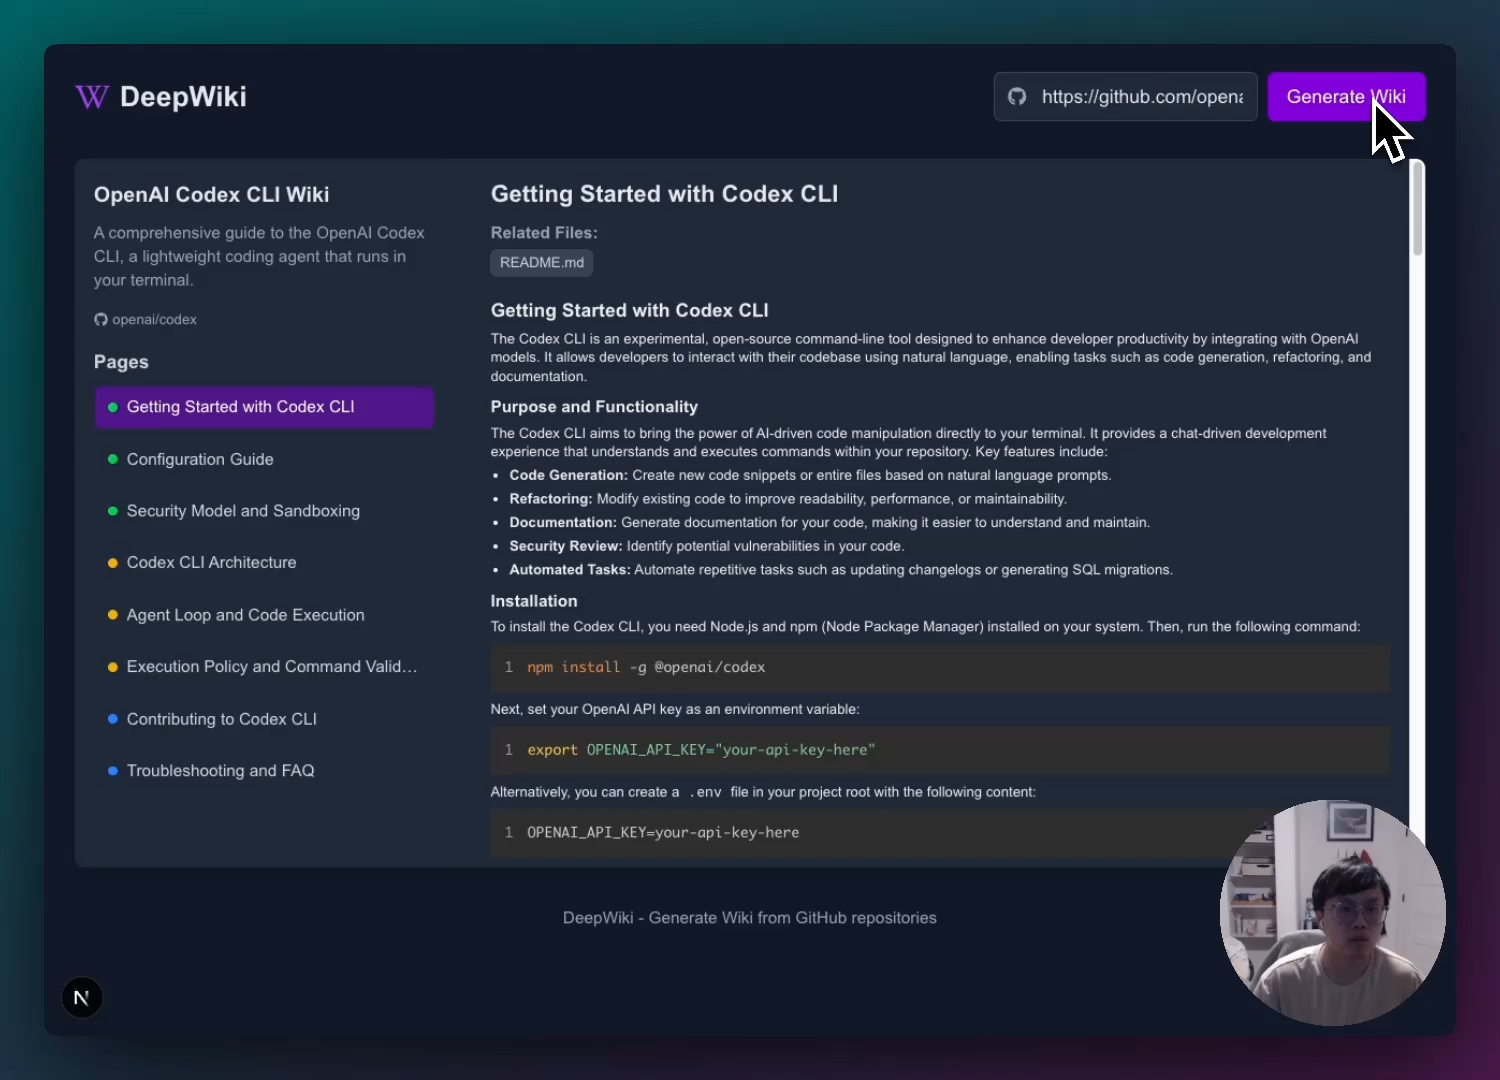 W DeepWiki
https://github.com/opena
Generate Wiki
OpenAI Codex CLI Wiki
A comprehensive guide to the OpenAI Codex
CLI, a lightweight coding agent that runs in
your terminal.
openai/codex
Pages
Getting Started with Codex CLI
Configuration Guide
Security Model and Sandboxing
Codex CLI Architecture
Agent Loop and Code Execution
Execution Policy and Command Valid…
Contributing to Codex CLI
Troubleshooting and FAQ
Getting Started with Codex CLI
Related Files:
README.md
Getting Started with Codex CLI
The Codex CLI is an experimental, open-source command-line tool designed to enhance developer productivity by integrating with OpenAI
models. It allows developers to interact with their codebase using natural language, enabling tasks such as code generation, refactoring, and
documentation.
Purpose and Functionality
The Codex CLI aims to bring the power of AI-driven code manipulation directly to your terminal. It provides a chat-driven development
experience that understands and executes commands within your repository. Key features include:
• Code Generation: Create new code snippets or entire files based on natural language prompts.
• Refactoring: Modify existing code to improve readability, performance, or maintainability.
• Documentation: Generate documentation for your code, making it easier to understand and maintain.
• Security Review: Identify potential vulnerabilities in your code.
• Automated Tasks: Automate repetitive tasks such as updating changelogs or generating SQL migrations.
Installation
To install the Codex CLI, you need Node.js and npm (Node Package Manager) installed on your system. Then, run the following command:
1 npm install -g @openai/codex
Next, set your OpenAI API key as an environment variable:
1 export OPENAI_API_KEY="your-api-key-here"
Alternatively, you can create a .env file in your project root with the following content:
1 OPENAI_API_KEY=your-api-key-here
DeepWiki - Generate Wiki from GitHub repositories
N